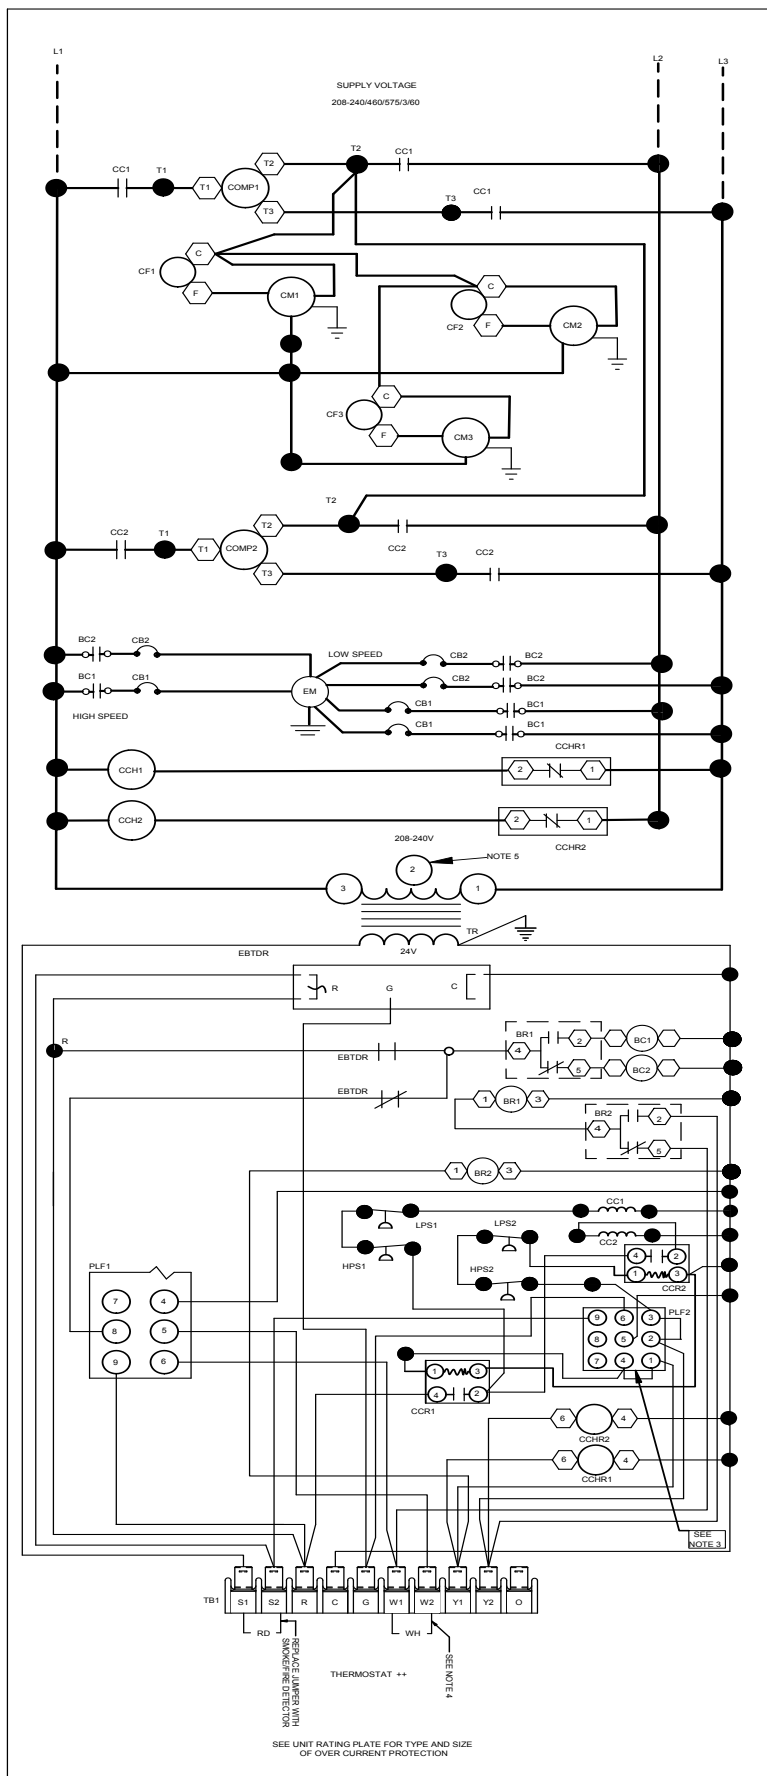 L1
L2
L3
SUPPLY VOLTAGE
208-240/460/575/3/60
T2
CC1
CC1
T1
T2
T1
COMP1
T3
T3
CC1
C
CF1
F
CM1
C
CF2
F
CM2
C
CF3
F
CM3
T2
CC2
T1
T2
T1
COMP2
CC2
T3
T3
CC2
BC2
CB2
LOW SPEED
CB2
BC2
BC1
CB1
EM
CB2
BC2
HIGH SPEED
CB1
BC1
CB1
BC1
CCHR1
CCH1
2
1
CCH2
2
1
CCHR2
208-240V
2
NOTE 5
3
1
TR
24V
EBTDR
R
G
C
R
EBTDR
BR1
4
2
BC1
5
BC2
EBTDR
1
BR1
3
BR2
4
2
5
1
BR2
3
CC1
LPS1
LPS2
CC2
HPS1
4
2
1
3
CCR2
HPS2
PLF1
PLF2
7
4
8
5
9
6
9
6
3
8
5
2
7
4
1
1
3
4
2
CCR1
6
4
CCHR2
6
4
CCHR1
SEE
NOTE 3
TB1
S1
S2
R
C
G
W1
W2
Y1
Y2
O
RD
WH
REPLACE JUMPER WITH
SMOKE/FIRE DETECTOR
SEE NOTE 4
THERMOSTAT ++
SEE UNIT RATING PLATE FOR TYPE AND SIZE
OF OVER CURRENT PROTECTION